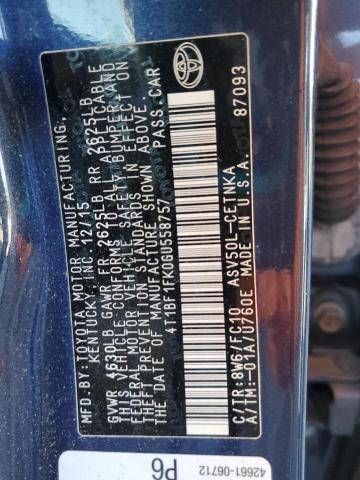 MFD.BY:TOYOTA MOTOR MANUFACTURING,
KENTUCKY, INC. 12/15
GVWR 4630LB GAWR FR 2625LB RR 2625LB
THIS VEHICLE CONFORMS TO ALL APPLICABLE
FEDERAL MOTOR VEHICLE SAFETY, BUMPER, AND
THEFT PREVENTION STANDARDS IN EFFECT ON
THE DATE OF MANUFACTURE SHOWN ABOVE.
4T1BF1FK0GU558757 PASS.CAR
C/TR:8W6/FC10 ASV50L-CETNKA
A/TM:-01A/U760E MADE IN U.S.A.
87093
TOYOTA
42661-06712
P6